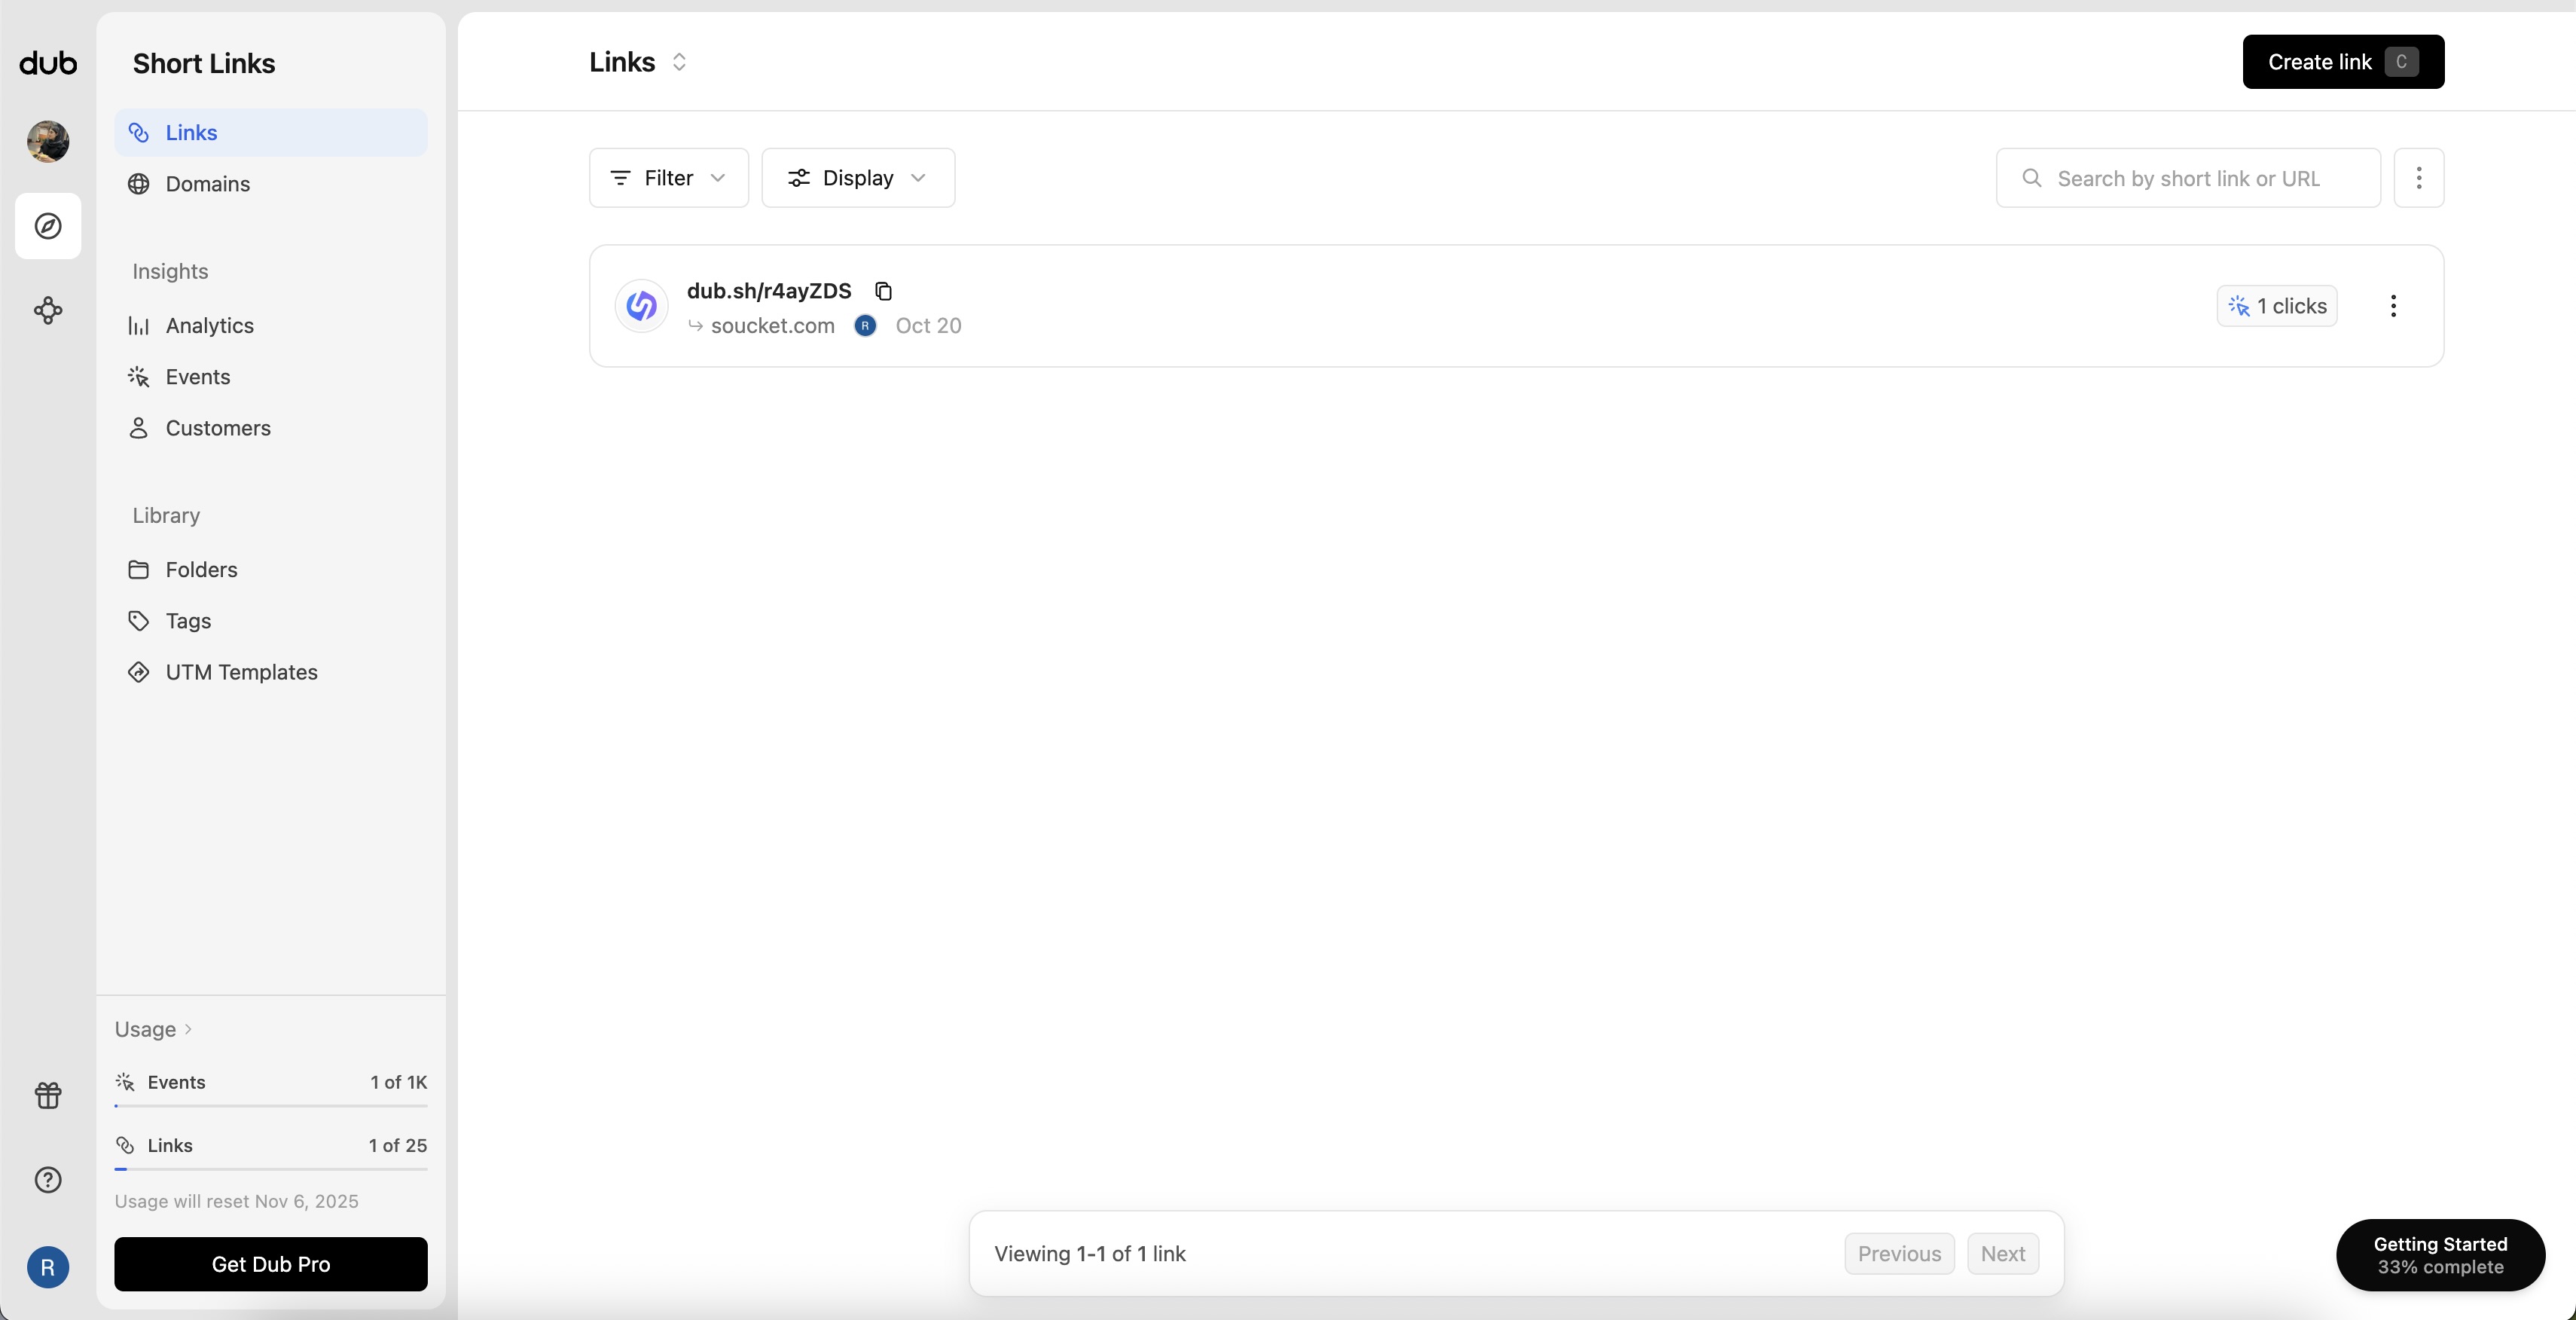 dub
Short Links
Links
Domains
Insights
Analytics
Events
Customers
Library
Folders
Tags
UTM Templates
Usage
Events 1 of 1K
Links 1 of 25
Usage will reset Nov 6, 2025
Get Dub Pro
R
Links
Create link C
Filter
Display
Search by short link or URL
dub.sh/r4ayZDS
soucket.com R Oct 20
1 clicks
Viewing 1-1 of 1 link
Previous
Next
Getting Started
33% complete